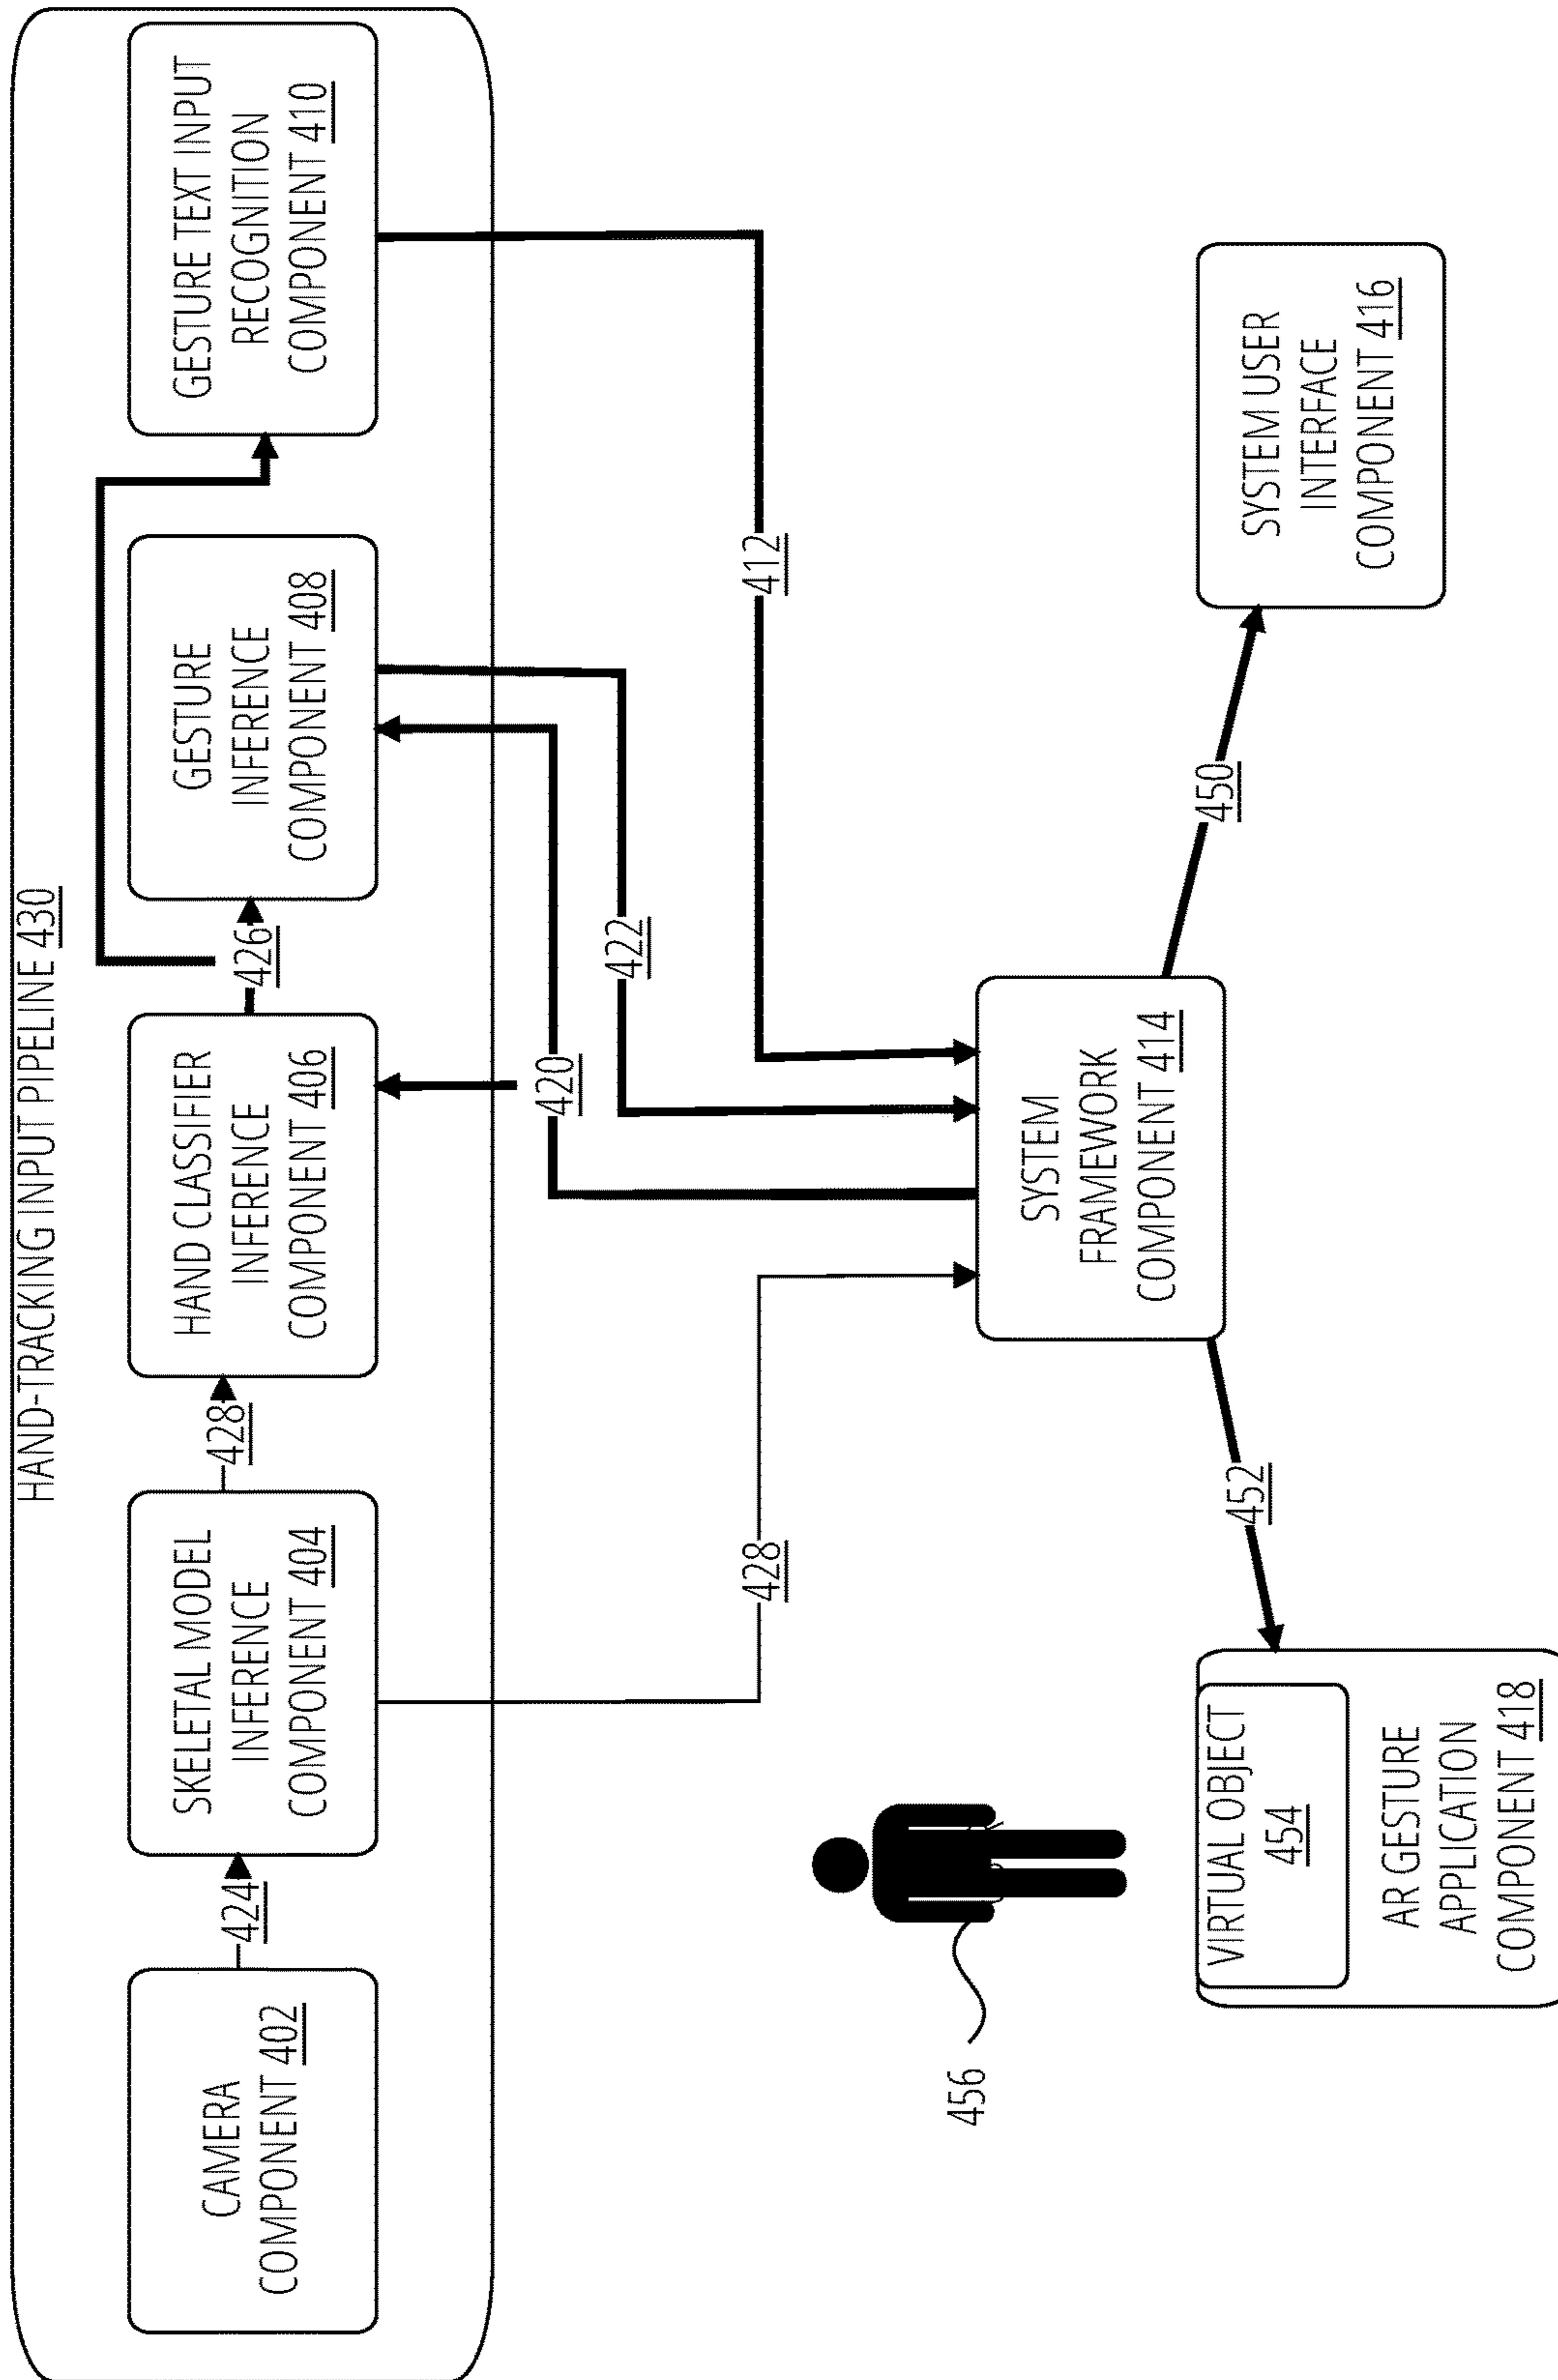 HAND-TRACKING INPUT PIPELINE 430
CAMERA
COMPONENT 402
424
SKELETAL MODEL
INFERENCE
COMPONENT 404
428
HAND CLASSIFIER
INFERENCE
COMPONENT 406
426
GESTURE
INFERENCE
COMPONENT 408
GESTURE TEXT INPUT
RECOGNITION
COMPONENT 410
420
422
412
428
456
SYSTEM
FRAMEWORK
COMPONENT 414
452
450
VIRTUAL OBJECT
454
AR GESTURE
APPLICATION
COMPONENT 418
SYSTEM USER
INTERFACE
COMPONENT 416